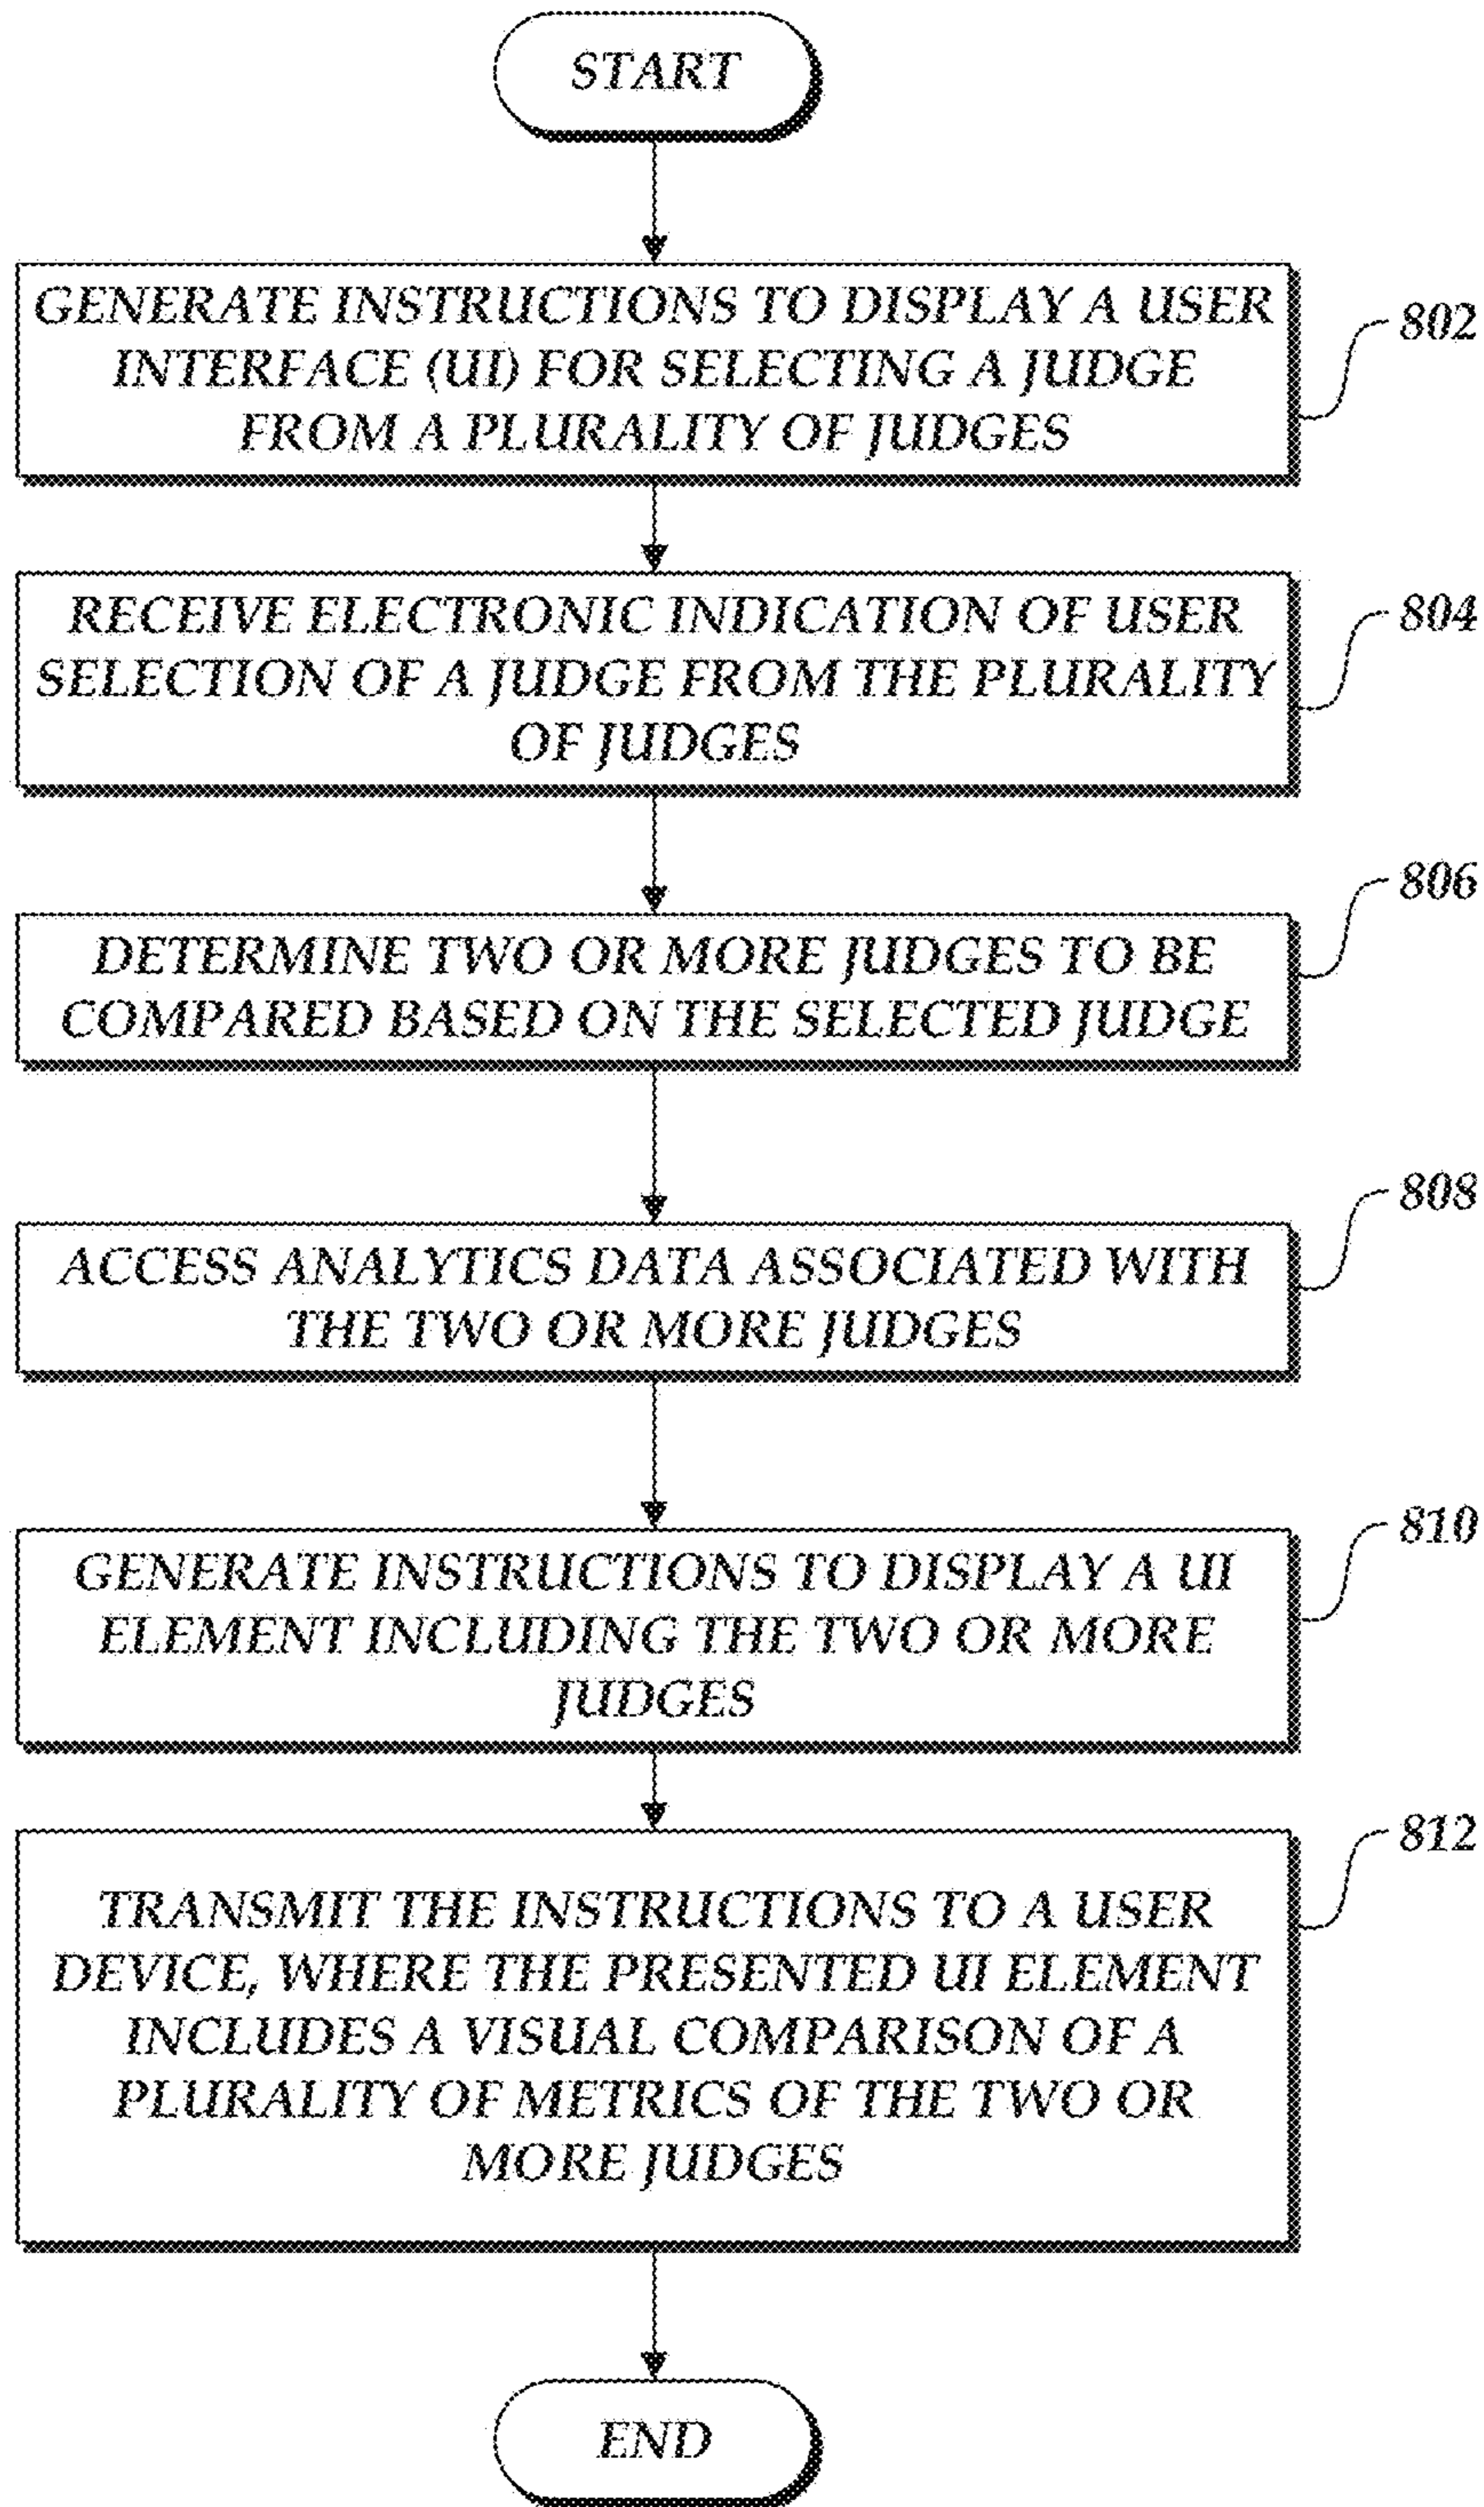 START
GENERATE INSTRUCTIONS TO DISPLAY A USER
INTERFACE (UI) FOR SELECTING A JUDGE
FROM A PLURALITY OF JUDGES
802
RECEIVE ELECTRONIC INDICATION OF USER
SELECTION OF A JUDGE FROM THE PLURALITY
OF JUDGES
804
DETERMINE TWO OR MORE JUDGES TO BE
COMPARED BASED ON THE SELECTED JUDGE
806
ACCESS ANALYTICS DATA ASSOCIATED WITH
THE TWO OR MORE JUDGES
808
GENERATE INSTRUCTIONS TO DISPLAY A UI
ELEMENT INCLUDING THE TWO OR MORE
JUDGES
810
TRANSMIT THE INSTRUCTIONS TO A USER
DEVICE, WHERE THE PRESENTED UI ELEMENT
INCLUDES A VISUAL COMPARISON OF A
PLURALITY OF METRICS OF THE TWO OR
MORE JUDGES
812
END